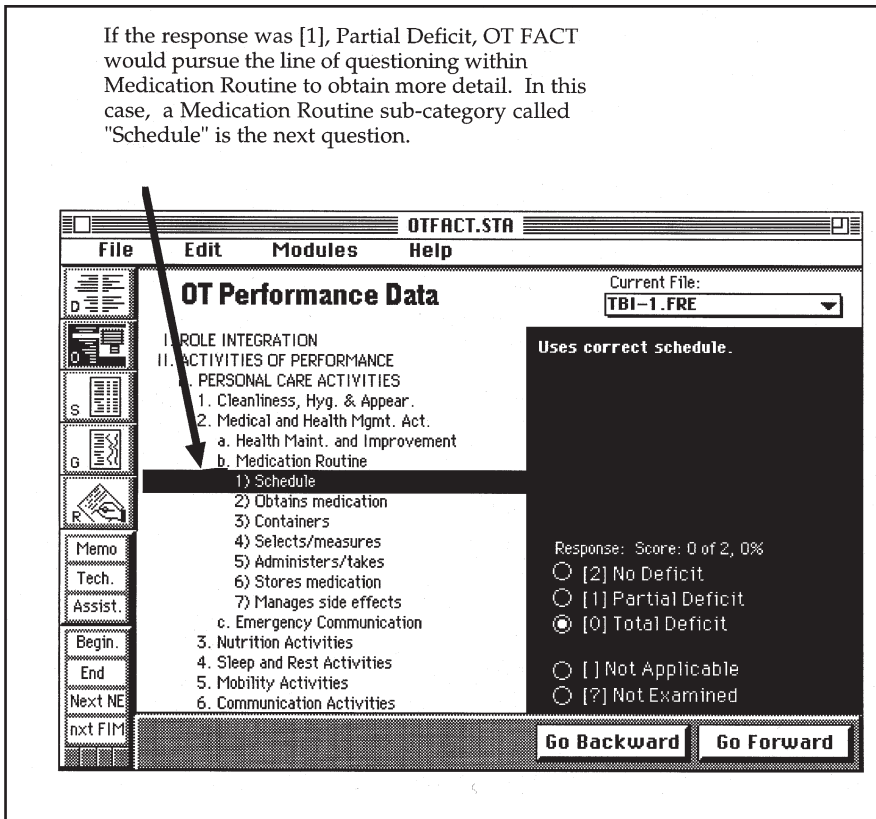 If the response was [1], Partial Deficit, OT FACT
would pursue the line of questioning within
Medication Routine to obtain more detail.  In this
case,  a Medication Routine sub-category called
"Schedule" is the next question.
OTFACT.STA
File Edit Modules Help
D
OT Performance Data
Current File:
TBI-1.FRE
O
I. ROLE INTEGRATION
II. ACTIVITIES OF PERFORMANCE
PERSONAL CARE ACTIVITIES
1. Cleanliness, Hyg. & Appear.
2. Medical and Health Mgmt. Act.
a. Health Maint. and Improvement
b. Medication Routine
1) Schedule
2) Obtains medication
3) Containers
4) Selects/measures
5) Administers/takes
6) Stores medication
7) Manages side effects
c. Emergency Communication
3. Nutrition Activities
4. Sleep and Rest Activities
5. Mobility Activities
6. Communication Activities
S
G
R
Memo
Tech.
Assist.
Begin.
End
Next NE
nxt FIM
Uses correct schedule.
Response:  Score: 0 of 2, 0%
[2] No Deficit
[1] Partial Deficit
[0] Total Deficit
[ ] Not Applicable
[?] Not Examined
Go Backward
Go Forward